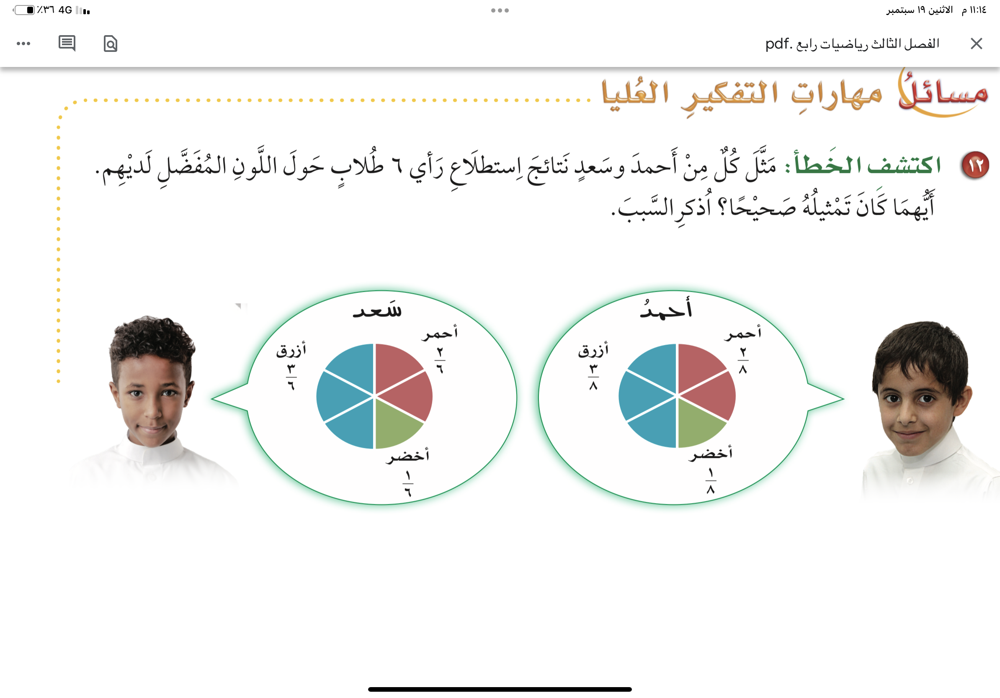 ١١:١٤ م الاثنين ١٩ سبتمبر
4G ٪٣٦
الفصل الثالث رياضيات رابع .pdf
مسائلُ مهاراتِ التفكيرِ العُليا
١٢ اكتشف الخَطأَ: مَثَّلَ كُلٌ مِنْ أَحمدَ و سَعدٍ نَتائجَ اِستطلَاعِ رَأي ٦ طُلابٍ حَولَ اللَّونِ المُفَضَّلِ لَديْهِم.
أَيُّهمَا كَانَ تَمْثيلُهُ صَحيْحًا؟ اُذكرِ السَّببَ.
أحمدُ
أحمر
٢
٨
أزرق
٣
٨
أخضر
١
٨
سَعد
أحمر
٢
٦
أزرق
٣
٦
أخضر
١
٦